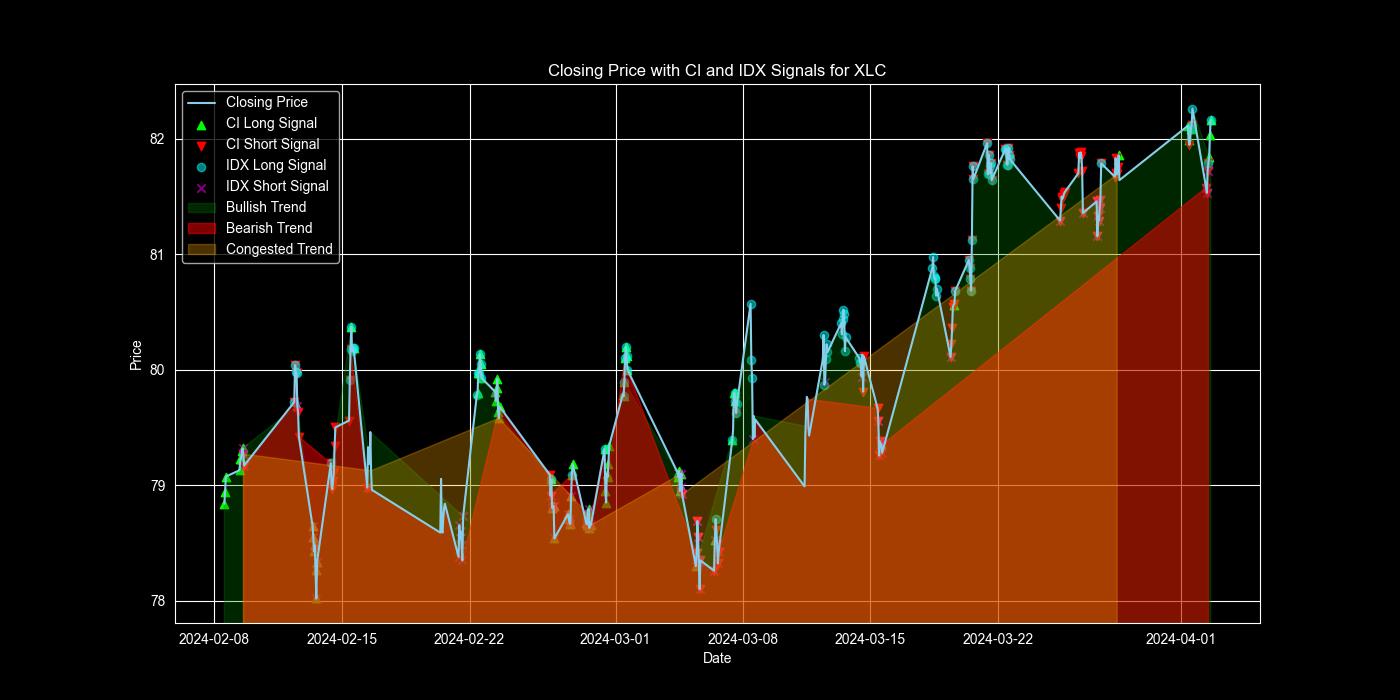 Closing Price with CI and IDX Signals for XLC
Closing Price
CI Long Signal
CI Short Signal
IDX Long Signal
IDX Short Signal
Bullish Trend
Bearish Trend
Congested Trend
82
81
80
79
78
Price
2024-02-08 2024-02-15 2024-02-22 2024-03-01 2024-03-08 2024-03-15 2024-03-22 2024-04-01
Date